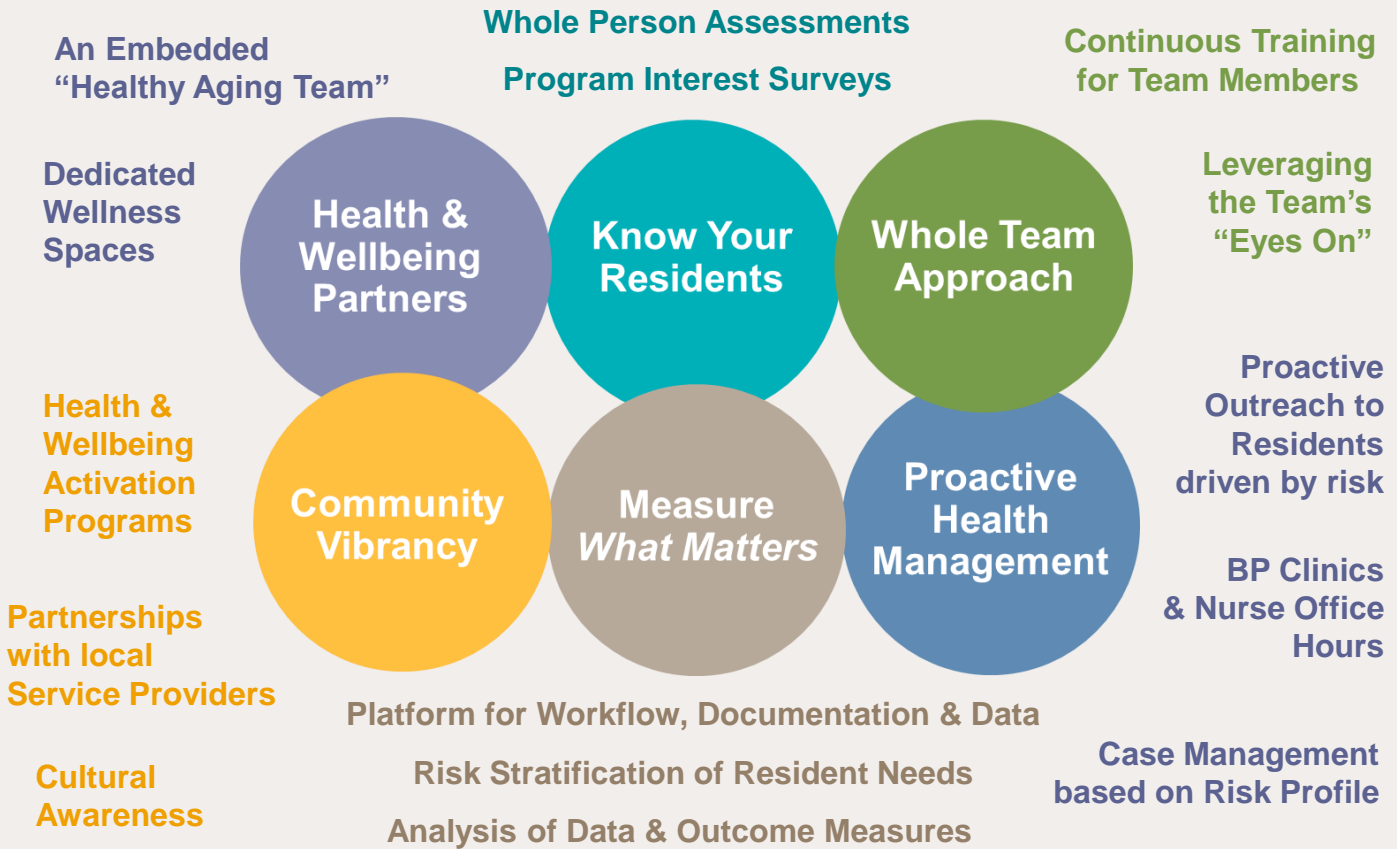 An Embedded
“Healthy Aging Team”
Whole Person Assessments
Program Interest Surveys
Continuous Training
for Team Members
Dedicated
Wellness
Spaces
Health &
Wellbeing
Partners
Know Your
Residents
Whole Team
Approach
Leveraging
the Team’s
“Eyes On”
Health &
Wellbeing
Activation
Programs
Community
Vibrancy
Measure
What Matters
Proactive
Health
Management
Proactive
Outreach to
Residents
driven by risk
BP Clinics
& Nurse Office
Hours
Partnerships
with local
Service Providers
Cultural
Awareness
Platform for Workflow, Documentation & Data
Risk Stratification of Resident Needs
Analysis of Data & Outcome Measures
Case Management
based on Risk Profile